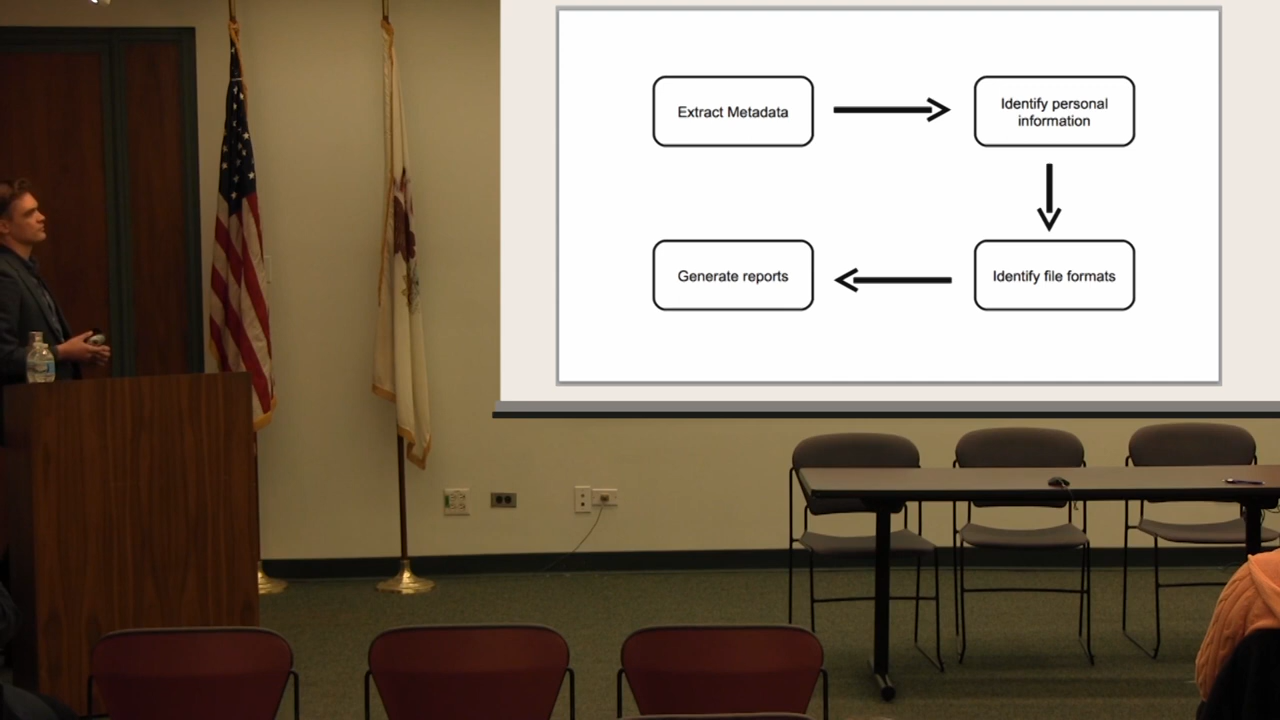 Extract Metadata
Identify personal
information
Generate reports
Identify file formats